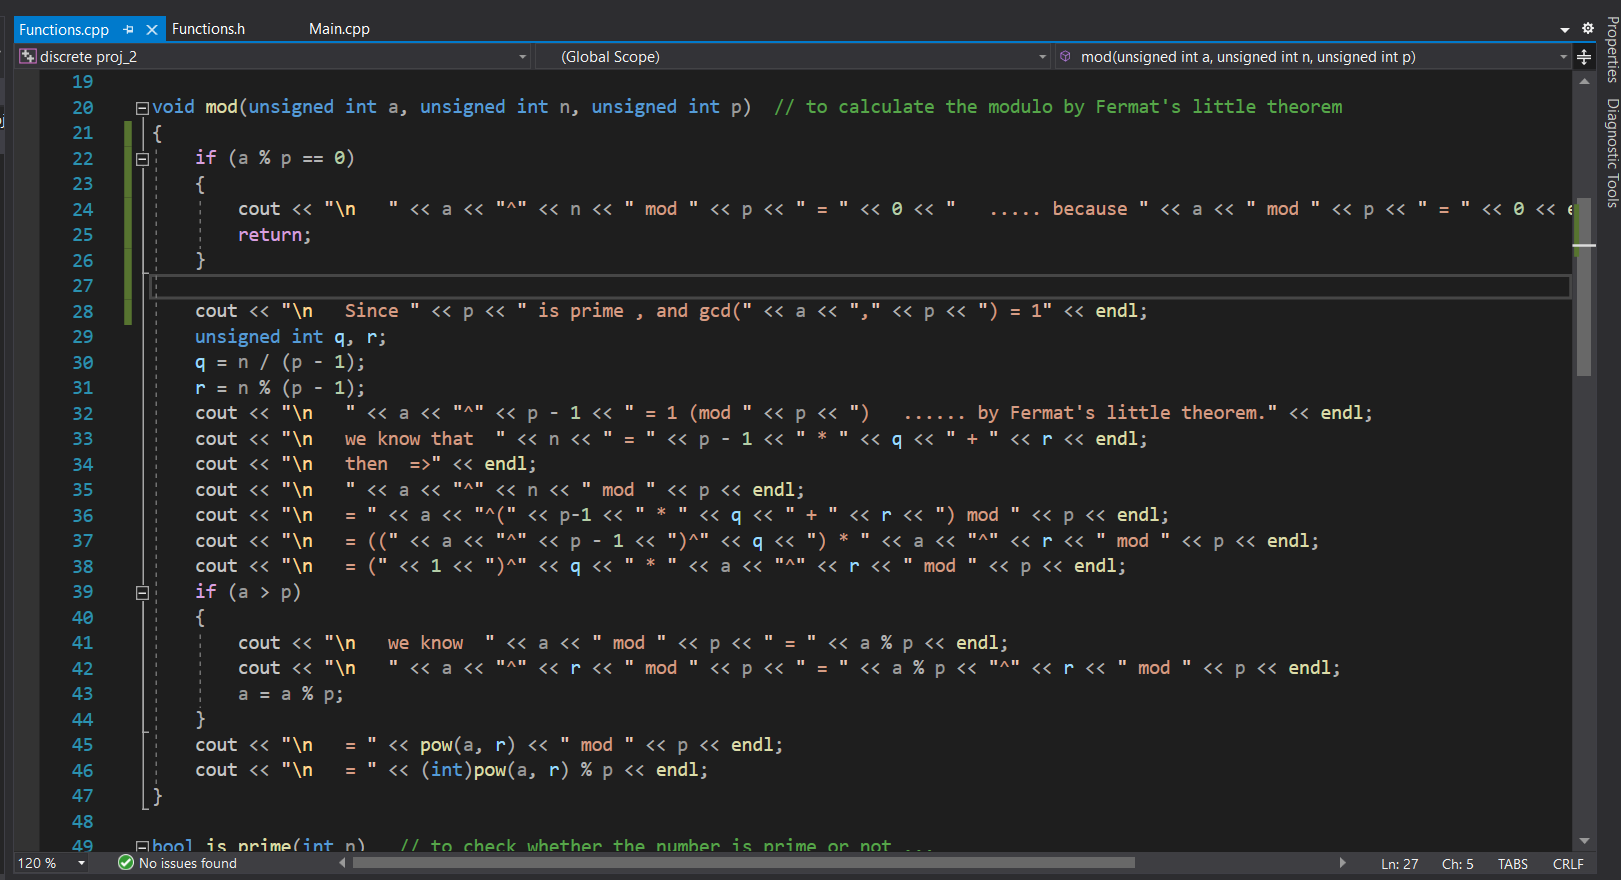 Functions.cpp Functions.h Main.cpp
discrete proj_2 (Global Scope) mod(unsigned int a, unsigned int n, unsigned int p)
19
20 void mod(unsigned int a, unsigned int n, unsigned int p)  // to calculate the modulo by Fermat's little theorem
21 {
22     if (a % p == 0)
23     {
24         cout << "\n   " << a << "^" << n << " mod " << p << " = " << 0 << "   ..... because " << a << " mod " << p << " = " << 0 <<
25         return;
26     }
27
28     cout << "\n   Since " << p << " is prime , and gcd(" << a << "," << p << ") = 1" << endl;
29     unsigned int q, r;
30     q = n / (p - 1);
31     r = n % (p - 1);
32     cout << "\n   " << a << "^" << p - 1 << " = 1 (mod " << p << ")   ...... by Fermat's little theorem." << endl;
33     cout << "\n   we know that  " << n << " = " << p - 1 << " * " << q << " + " << r << endl;
34     cout << "\n   then  =>" << endl;
35     cout << "\n   " << a << "^" << n << " mod " << p << endl;
36     cout << "\n   = " << a << "^(" << p-1 << " * " << q << " + " << r << ") mod " << p << endl;
37     cout << "\n   = ((" << a << "^" << p - 1 << ")^" << q << ") * " << a << "^" << r << " mod " << p << endl;
38     cout << "\n   = (" << 1 << ")^" << q << " * " << a << "^" << r << " mod " << p << endl;
39     if (a > p)
40     {
41         cout << "\n   we know  " << a << " mod " << p << " = " << a % p << endl;
42         cout << "\n   " << a << "^" << r << " mod " << p << " = " << a % p << "^" << r << " mod " << p << endl;
43         a = a % p;
44     }
45     cout << "\n   = " << pow(a, r) << " mod " << p << endl;
46     cout << "\n   = " << (int)pow(a, r) % p << endl;
47 }
48
49 bool is_prime(int n)   // to check whether the number is prime or not ...
120 % No issues found Ln: 27 Ch: 5 TABS CRLF
Properties
Diagnostic Tools